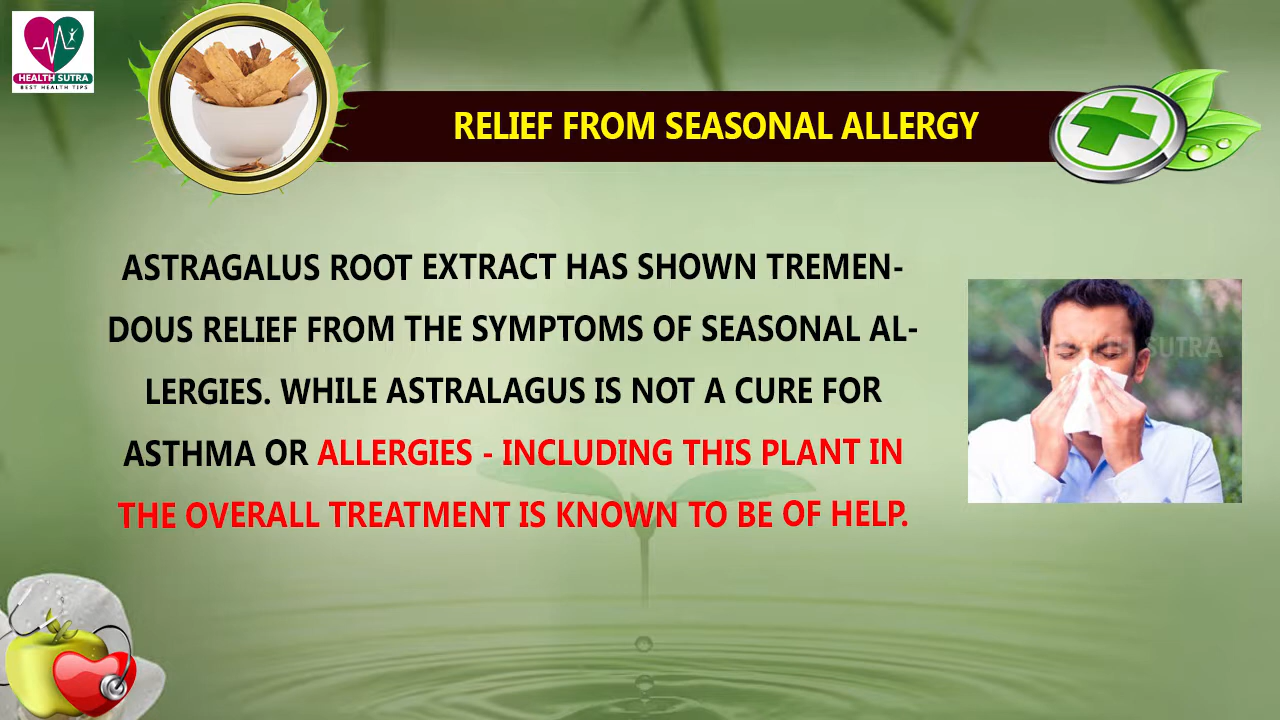 HEALTH SUTRA
BEST HEALTH TIPS
RELIEF FROM SEASONAL ALLERGY
ASTRAGALUS ROOT EXTRACT HAS SHOWN TREMEN-
DOUS RELIEF FROM THE SYMPTOMS OF SEASONAL AL-
LERGIES. WHILE ASTRALAGUS IS NOT A CURE FOR
ASTHMA OR ALLERGIES - INCLUDING THIS PLANT IN
THE OVERALL TREATMENT IS KNOWN TO BE OF HELP.
SUTRA